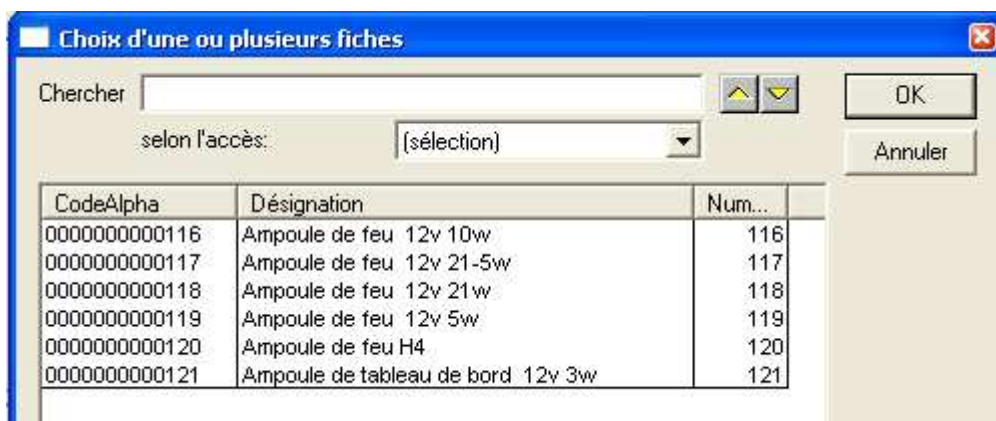 Choix d'une ou plusieurs fiches
Chercher
OK
selon l'accès: (sélection)
Annuler
CodeAlpha Désignation Num...
0000000000116 Ampoule de feu 12v 10w 116
0000000000117 Ampoule de feu 12v 21-5w 117
0000000000118 Ampoule de feu 12v 21w 118
0000000000119 Ampoule de feu 12v 5w 119
0000000000120 Ampoule de feu H4 120
0000000000121 Ampoule de tableau de bord 12v 3w 121